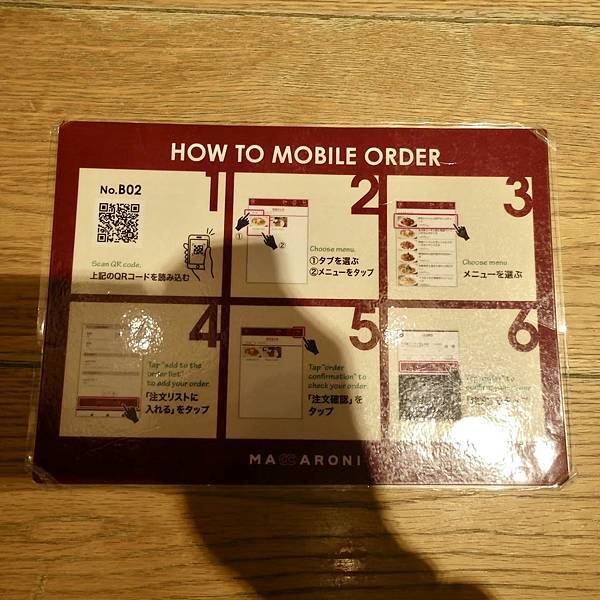 HOW TO MOBILE ORDER
1
No.B02
Scan QR code.
上記のQRコードを読み込む
2
①
②
Choose menu.
①タブを選ぶ
②メニューをタップ
3
Choose menu
メニューを選ぶ
4
Tap "add to the
order list"
to add your order.
「注文リストに
入れる」をタップ
5
Tap "order
confirmation" to
check your order.
「注文確認」を
タップ
6
MACCARONI